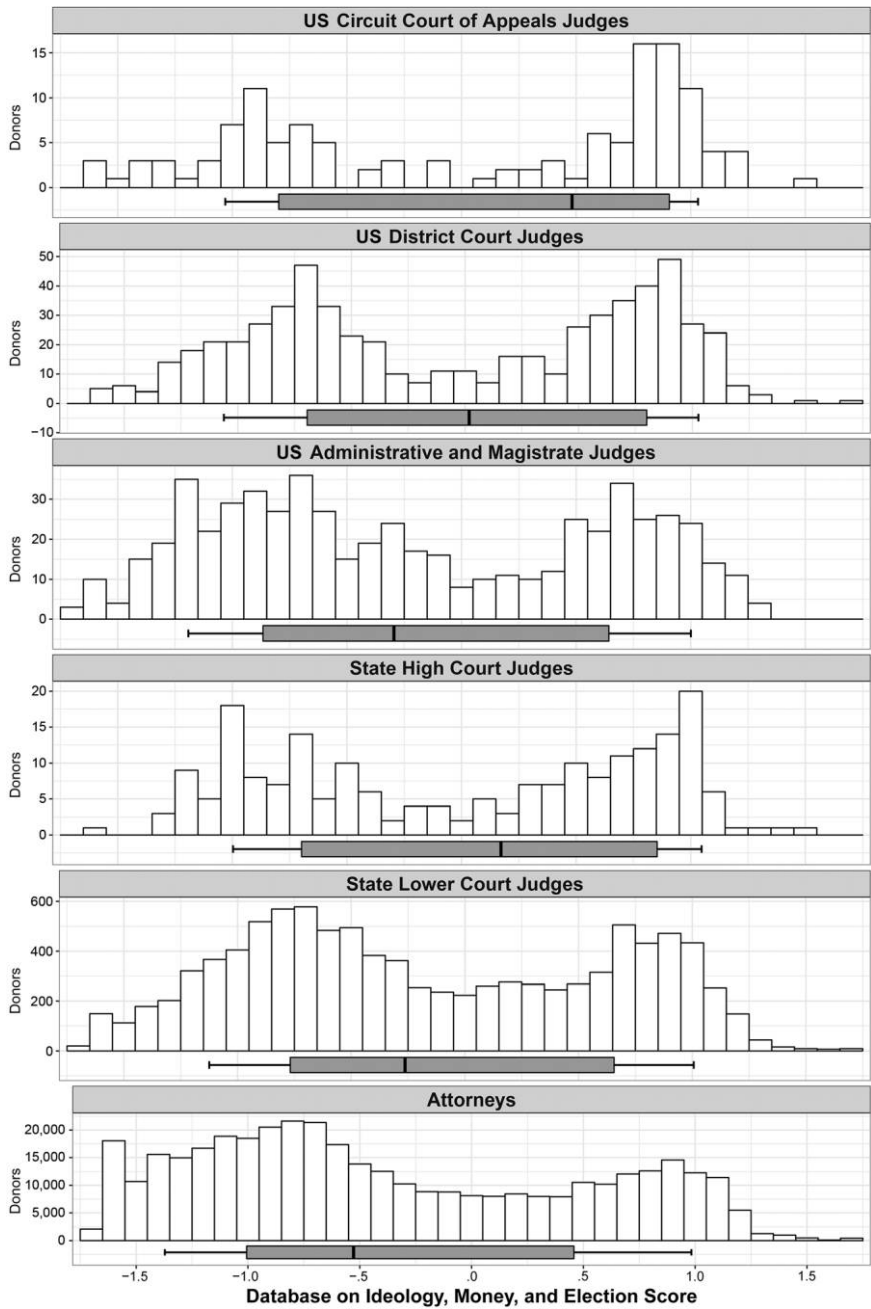 US Circuit Court of Appeals Judges
15
10
5
0
Donors
US District Court Judges
50
40
30
20
10
0
−10
Donors
US Administrative and Magistrate Judges
30
20
10
0
Donors
State High Court Judges
20
15
10
5
0
Donors
State Lower Court Judges
600
400
200
0
Donors
Attorneys
20,000
15,000
10,000
5,000
0
Donors
−1.5 −1.0 −.5 .0 .5 1.0 1.5
Database on Ideology, Money, and Election Score